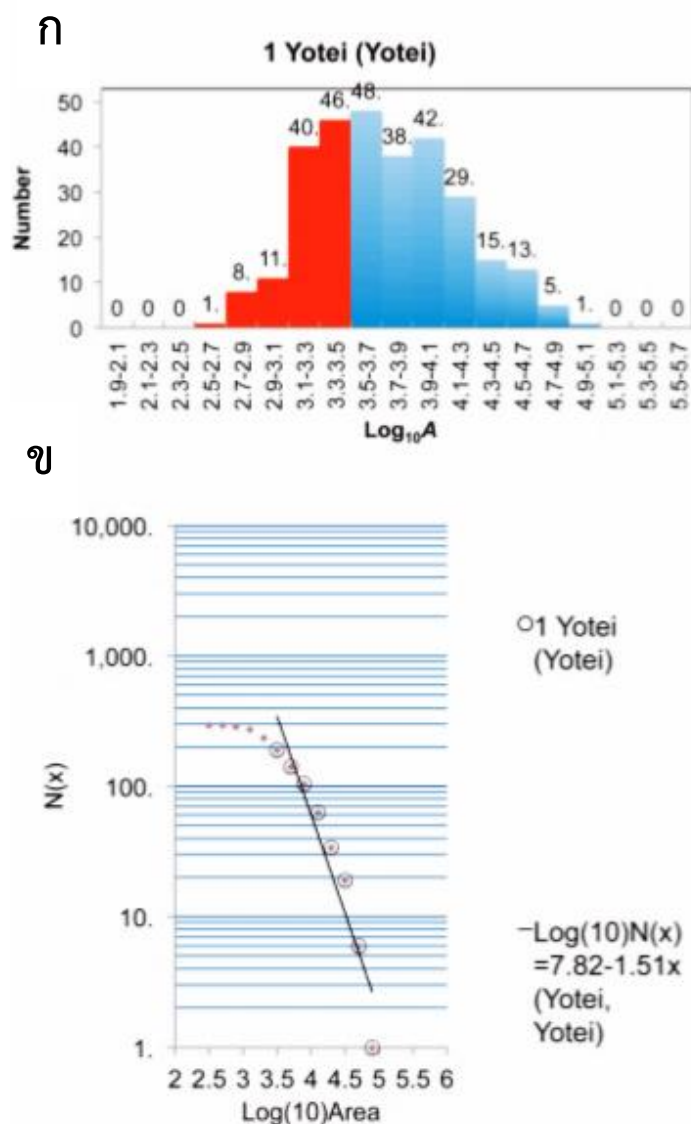 ก
1 Yotei (Yotei)
50
40
30
20
10
0
Number
0 0 0 1. 8. 11. 40. 46. 48. 38. 42. 29. 15. 13. 5. 1. 0 0 0
1.9-2.1
2.1-2.3
2.3-2.5
2.5-2.7
2.7-2.9
2.9-3.1
3.1-3.3
3.3.3.5
3.5-3.7
3.7-3.9
3.9-4.1
4.1-4.3
4.3-4.5
4.5-4.7
4.7-4.9
4.9-5.1
5.1-5.3
5.3-5.5
5.5-5.7
Log₁₀A
ข
10,000.
1,000.
100.
10.
1.
N(x)
2 2.5 3 3.5 4 4.5 5 5.5 6
Log(10)Area
1 Yotei
(Yotei)
–Log(10)N(x)
=7.82-1.51x
(Yotei,
Yotei)